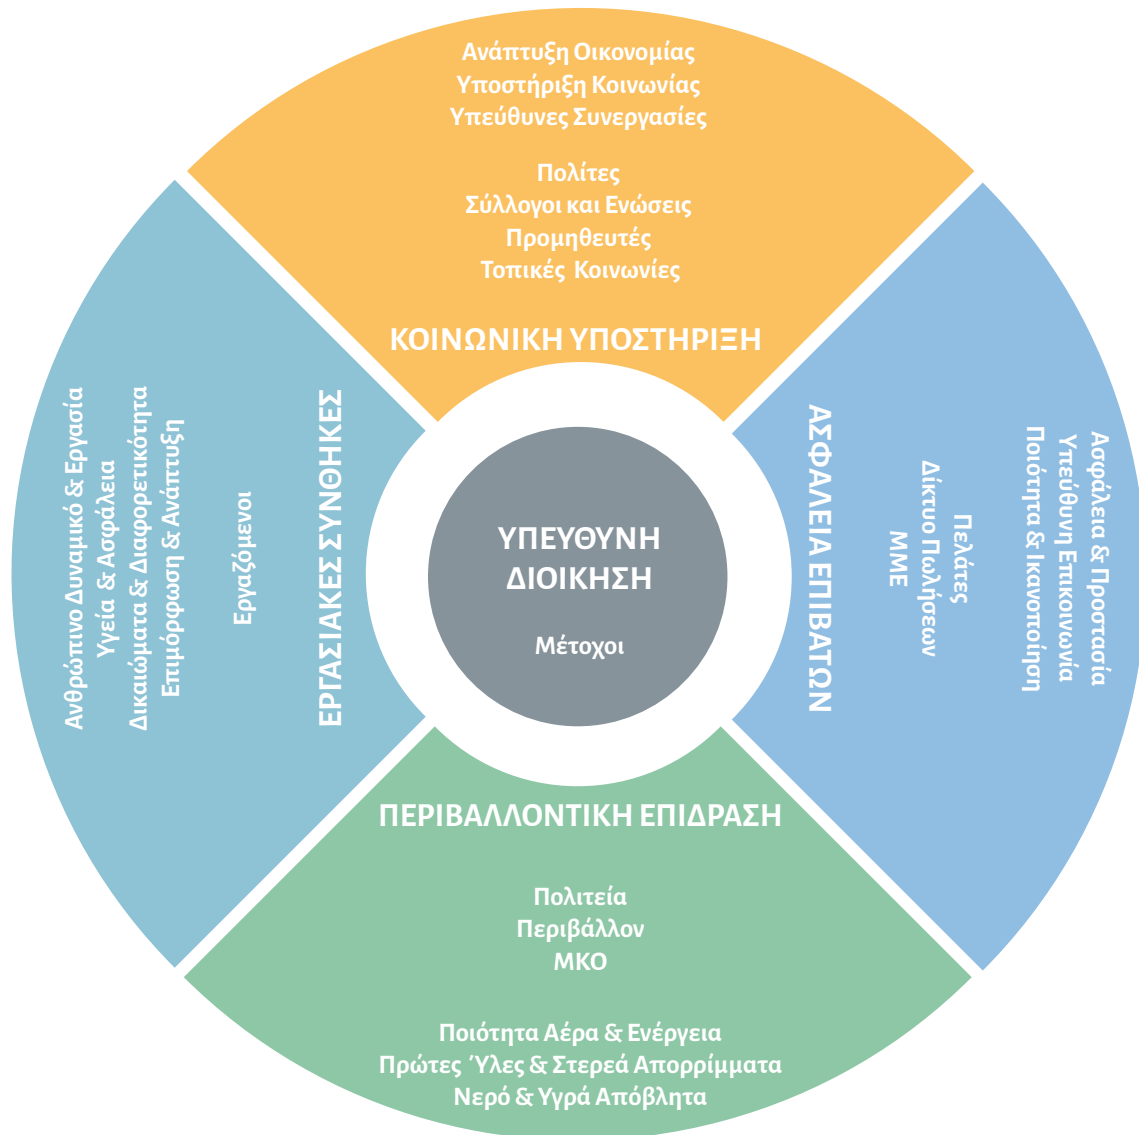 Ανάπτυξη Οικονομίας
Υποστήριξη Κοινωνίας
Υπεύθυνες Συνεργασίες
Πολίτες
Σύλλογοι και Ενώσεις
Προμηθευτές
Τοπικές Κοινωνίες
ΚΟΙΝΩΝΙΚΗ ΥΠΟΣΤΗΡΙΞΗ
Ανθρώπινο Δυναμικό & Εργασία
Υγεία & Ασφάλεια
Δικαιώματα & Διαφορετικότητα
Επιμόρφωση & Ανάπτυξη
Εργαζόμενοι
ΕΡΓΑΣΙΑΚΕΣ ΣΥΝΘΗΚΕΣ
ΥΠΕΥΘΥΝΗ
ΔΙΟΙΚΗΣΗ
Μέτοχοι
Ασφάλεια & Προστασία
Υπεύθυνη Επικοινωνία
Ποιότητα & Ικανοποίηση
Πελάτες
Δίκτυο Πωλήσεων
ΜΜΕ
ΑΣΦΑΛΕΙΑ ΕΠΙΒΑΤΩΝ
ΠΕΡΙΒΑΛΛΟΝΤΙΚΗ ΕΠΙΔΡΑΣΗ
Πολιτεία
Περιβάλλον
ΜΚΟ
Ποιότητα Αέρα & Ενέργεια
Πρώτες Ύλες & Στερεά Απορρίμματα
Νερό & Υγρά Απόβλητα